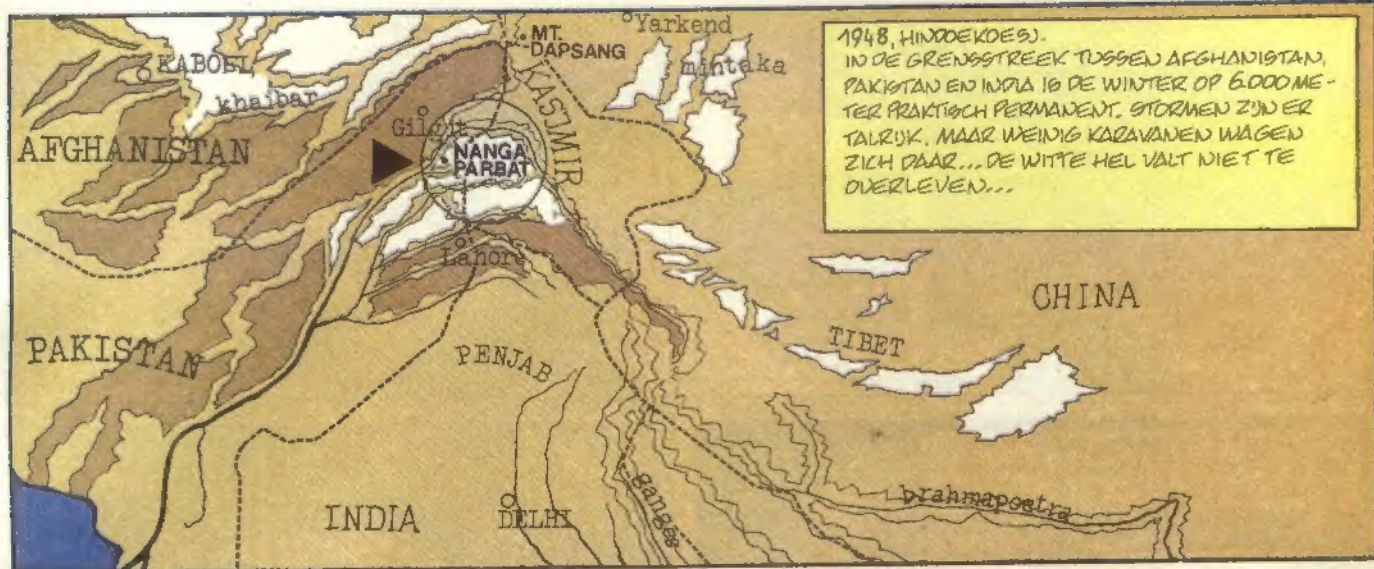 1948, HINDOEKOESJ.
IN DE GRENSSTREEK TUSSEN AFGHANISTAN,
PAKISTAN EN INDIA IS DE WINTER OP 6.000 ME-
TER PRAKTISCH PERMANENT. STORMEN ZIJN ER
TALRIJK. MAAR WEINIG KARAVANEN WAGEN
ZICH DAAR... DE WITTE HEL VALT NIET TE
OVERLEVEN...
Yarkend
MT.
DAPSANG
mintaka
KABOEL
khaibar
KASJMIR
Gilgit
AFGHANISTAN
NANGA
PARBAT
Lahore
CHINA
TIBET
PAKISTAN
PENJAB
brahmapoetra
ganges
INDIA
DELHI